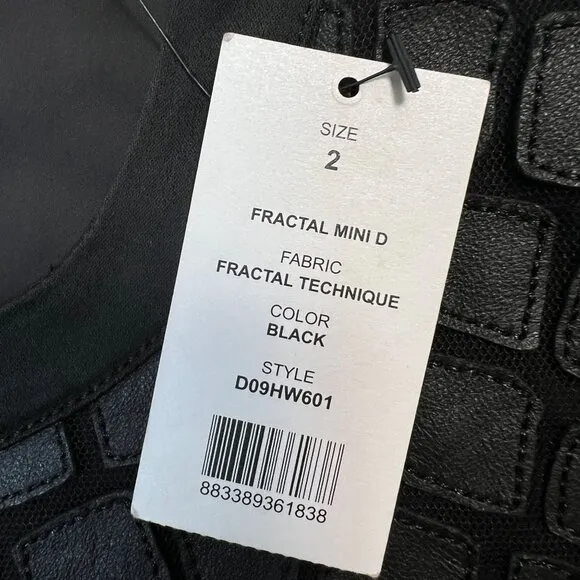 SIZE
2
FRACTAL MINI D
FABRIC
FRACTAL TECHNIQUE
COLOR
BLACK
STYLE
D09HW601
883389361838